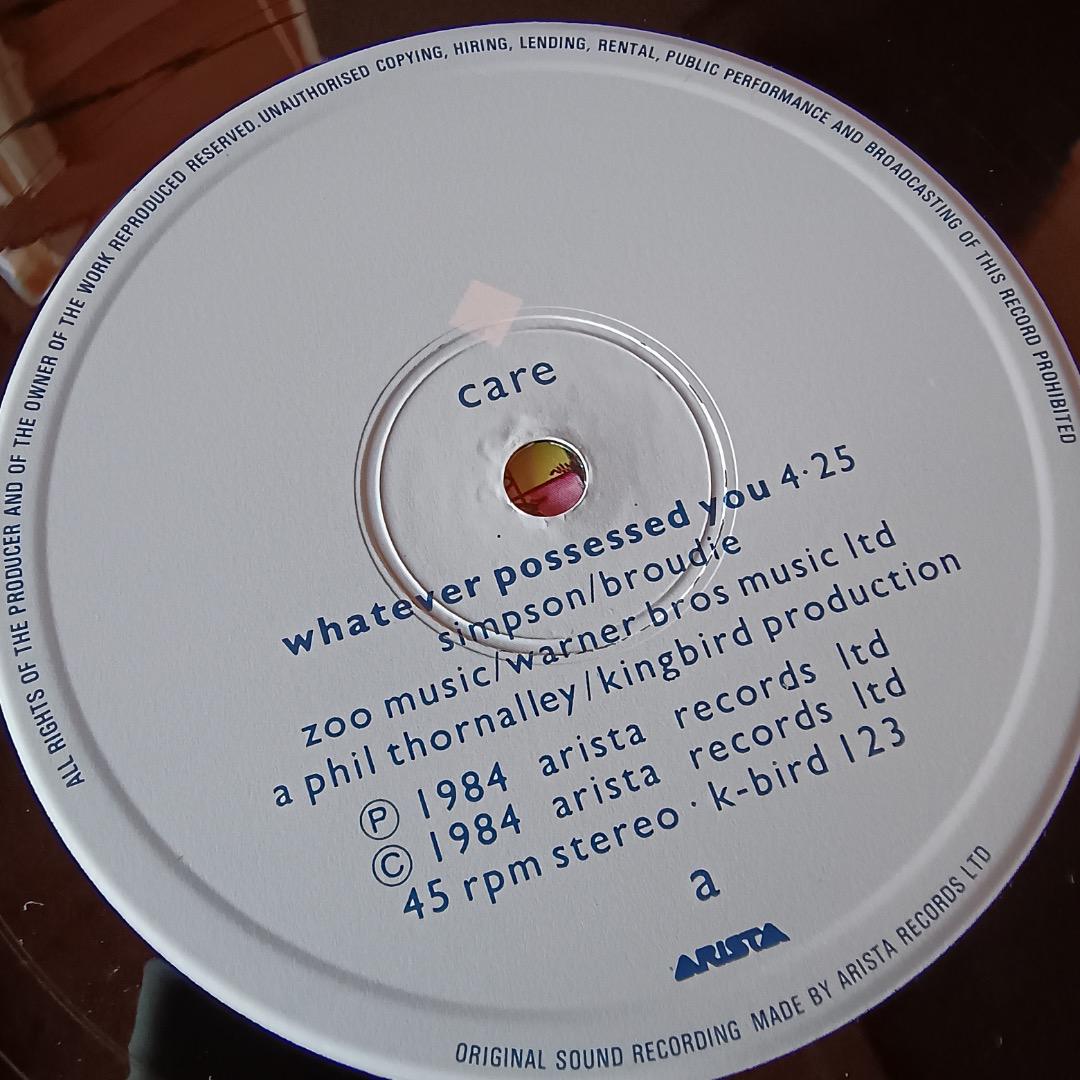 ALL RIGHTS OF THE PRODUCER AND OF THE OWNER OF THE WORK REPRODUCED RESERVED. UNAUTHORISED COPYING, HIRING, LENDING, RENTAL, PUBLIC PERFORMANCE AND BROADCASTING OF THIS RECORD PROHIBITED
care
whatever possessed you 4·25
simpson/broudie
zoo music/warner bros music ltd
a phil thornalley/kingbird production
Ⓟ 1984 arista records ltd
© 1984 arista records ltd
45 rpm stereo · k-bird 123
a
ARISTA
ORIGINAL SOUND RECORDING MADE BY ARISTA RECORDS LTD